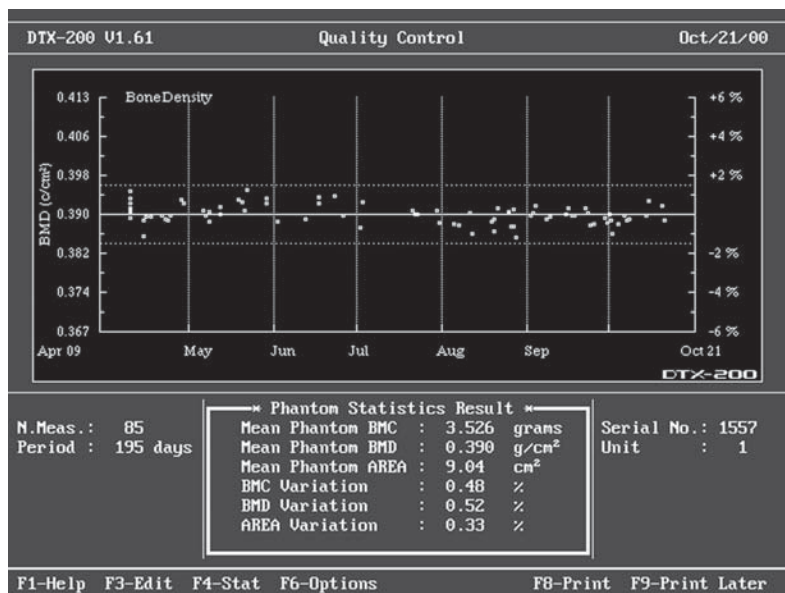 DTX-200 V1.61 Quality Control Oct/21/00
BoneDensity
BMD (c/cm²)
0.413
0.406
0.398
0.390
0.382
0.374
0.367
+6 %
+4 %
+2 %
-2 %
-4 %
-6 %
Apr 09 May Jun Jul Aug Sep Oct 21
DTX-200
N.Meas.: 85
Period : 195 days
* Phantom Statistics Result *
Mean Phantom BMC : 3.526 grams
Mean Phantom BMD : 0.390 g/cm²
Mean Phantom AREA : 9.04 cm²
BMC Variation : 0.48 %
BMD Variation : 0.52 %
AREA Variation : 0.33 %
Serial No.: 1557
Unit : 1
F1-Help F3-Edit F4-Stat F6-Options F8-Print F9-Print Later